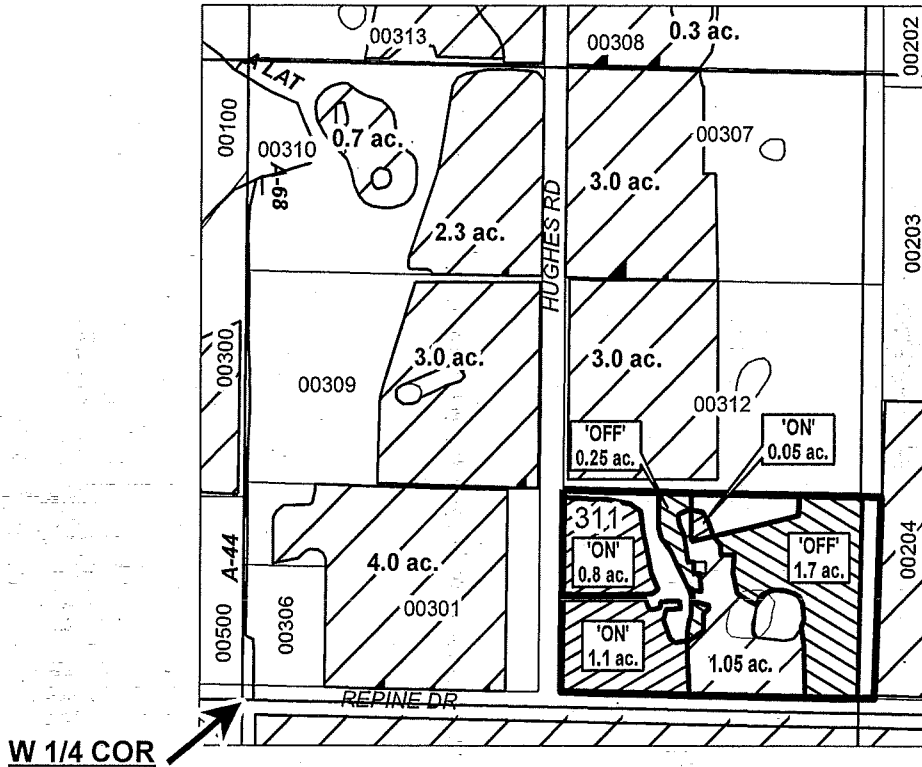 00313
00308
0.3 ac.
00202
A LAT
00100
00310
0.7 ac.
00307
A-68
3.0 ac.
2.3 ac.
HUGHES RD
00203
00300
3.0 ac.
3.0 ac.
00309
00312
'OFF'
0.25 ac.
'ON'
0.05 ac.
311
'ON'
0.8 ac.
'OFF'
1.7 ac.
A-44
4.0 ac.
00301
00204
00500
00306
'ON'
1.1 ac.
1.05 ac.
REPINE DR
W 1/4 COR